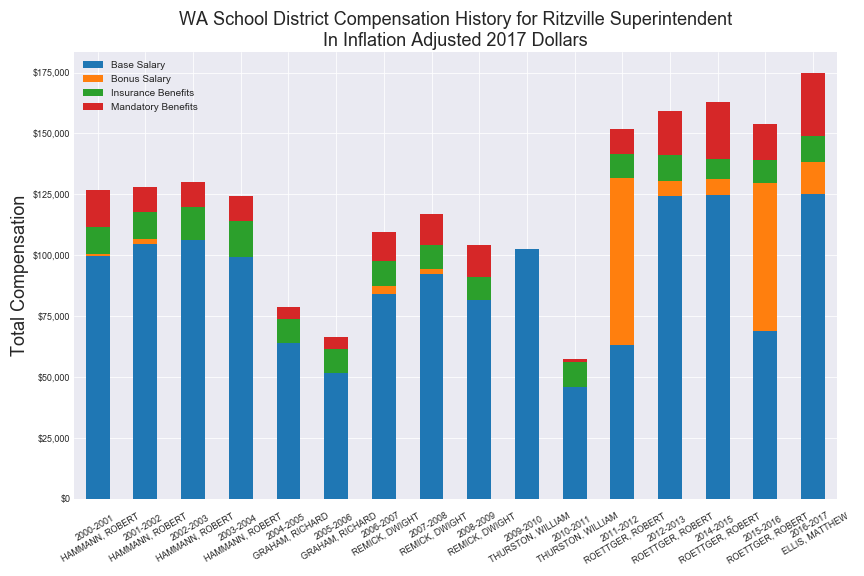 WA School District Compensation History for Ritzville Superintendent
In Inflation Adjusted 2017 Dollars
Base Salary
Bonus Salary
Insurance Benefits
Mandatory Benefits
Total Compensation
$175,000
$150,000
$125,000
$100,000
$75,000
$50,000
$25,000
$0
2000-2001
HAMMANN, ROBERT
2001-2002
HAMMANN, ROBERT
2002-2003
HAMMANN, ROBERT
2003-2004
HAMMANN, ROBERT
2004-2005
GRAHAM, RICHARD
2005-2006
GRAHAM, RICHARD
2006-2007
REMICK, DWIGHT
2007-2008
REMICK, DWIGHT
2008-2009
REMICK, DWIGHT
2009-2010
THURSTON, WILLIAM
2010-2011
THURSTON, WILLIAM
2011-2012
ROETTGER, ROBERT
2012-2013
ROETTGER, ROBERT
2014-2015
ROETTGER, ROBERT
2015-2016
ROETTGER, ROBERT
2016-2017
ELLIS, MATTHEW